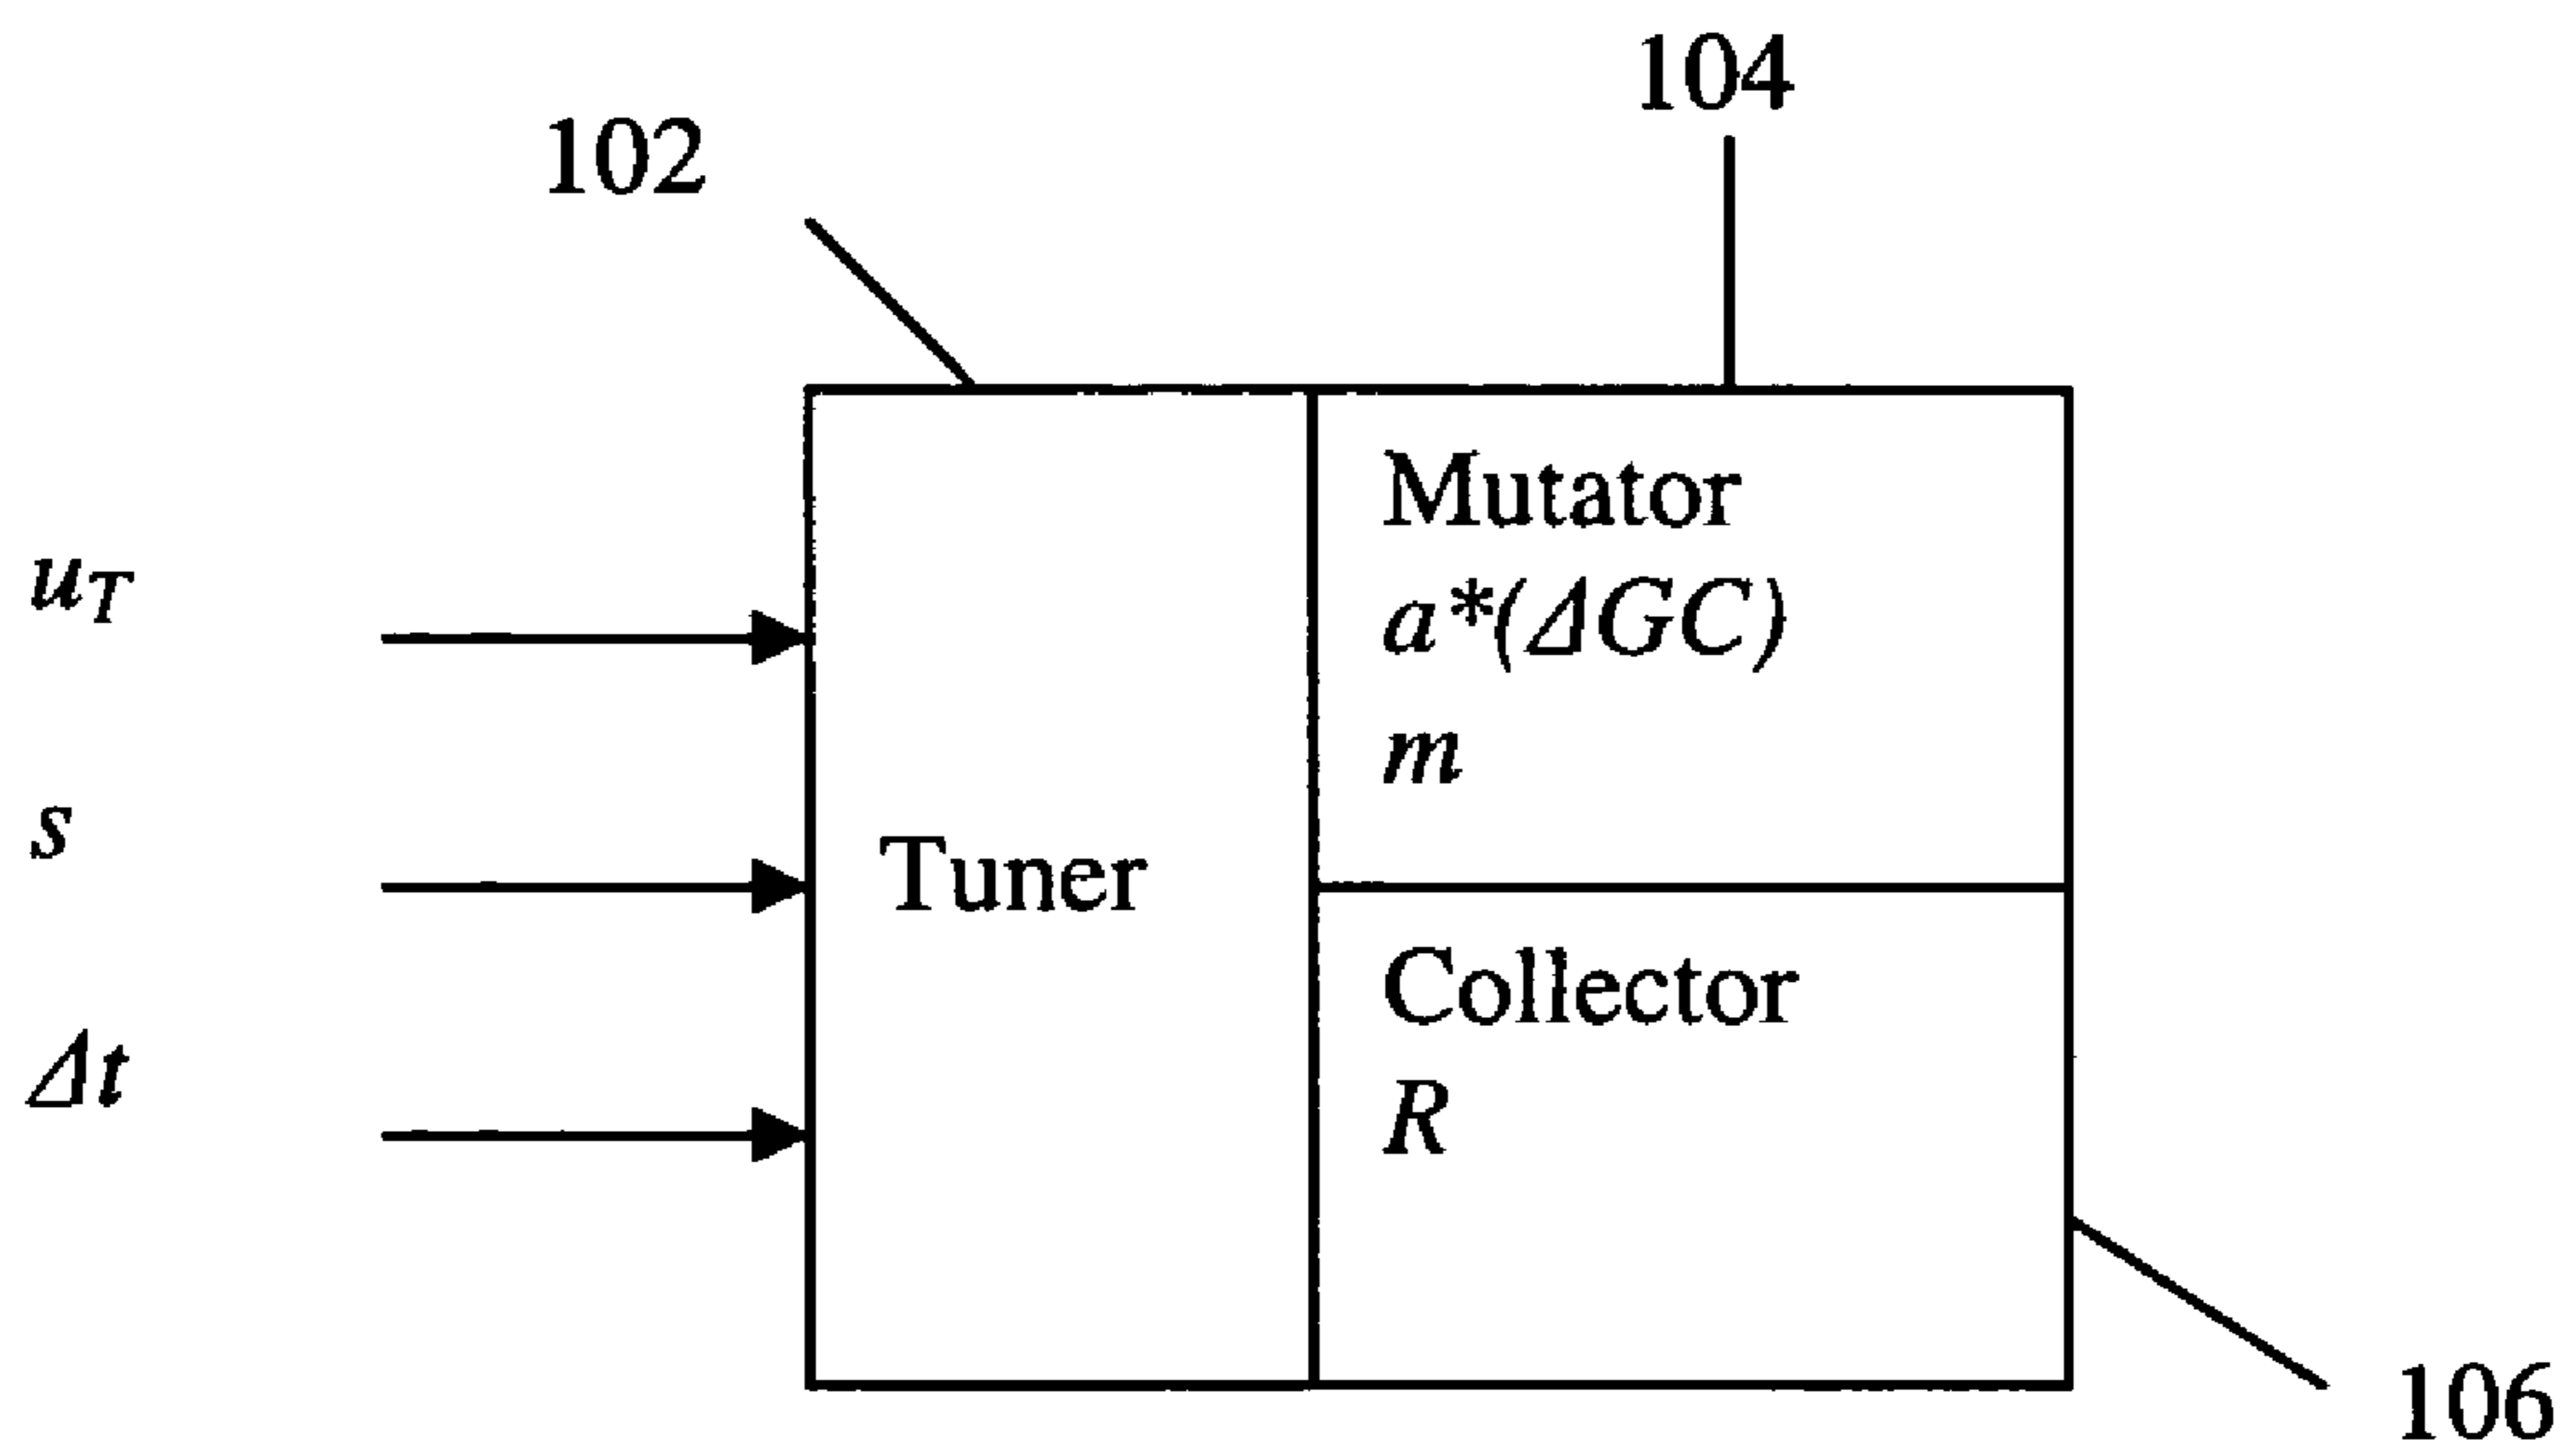 104
102
Mutator
a*(ΔGC)
m
u_T
s
Tuner
Δt
Collector
R
106